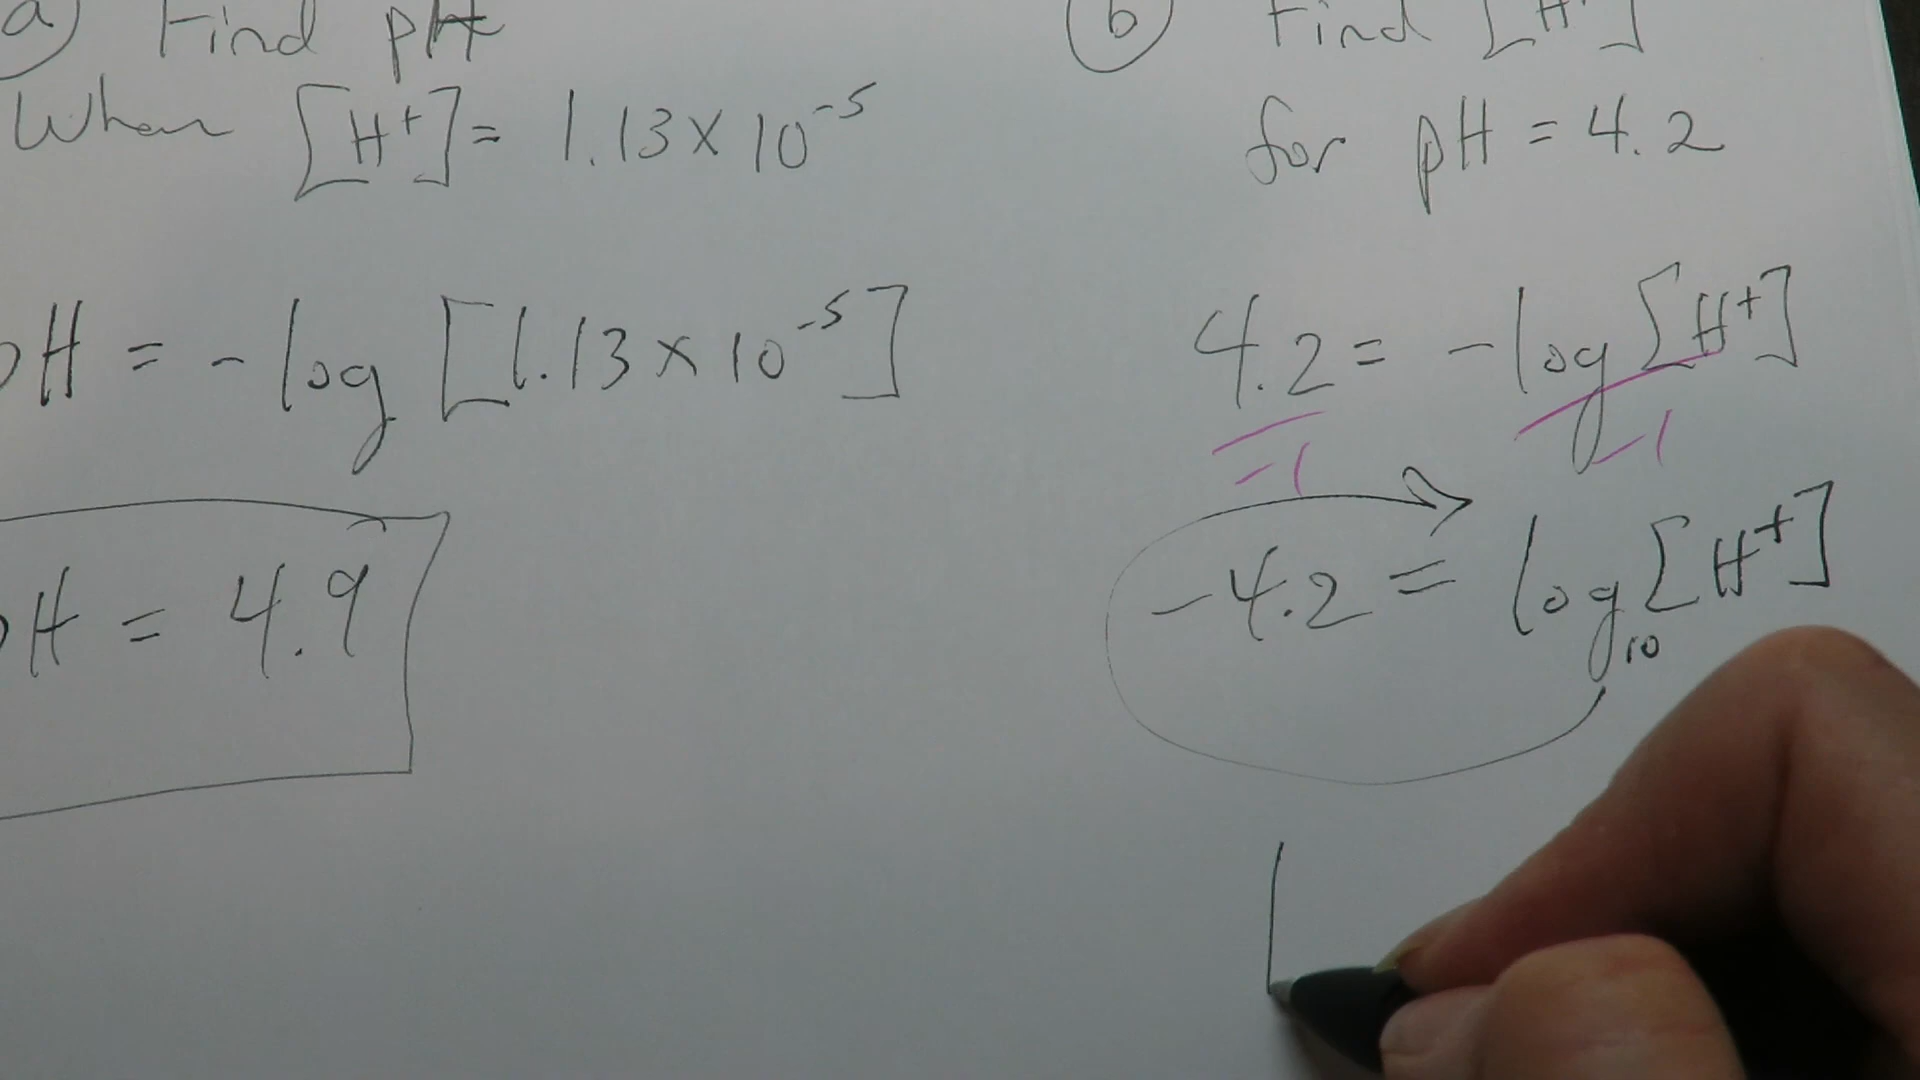 a) Find pH
When [H⁺] = 1.13 x 10⁻⁵
pH = -log [1.13 x 10⁻⁵]
pH = 4.9
b Find [H⁺]
for pH = 4.2
4.2 = -log [H⁺]
-1 -1
-4.2 = log₁₀ [H⁺]